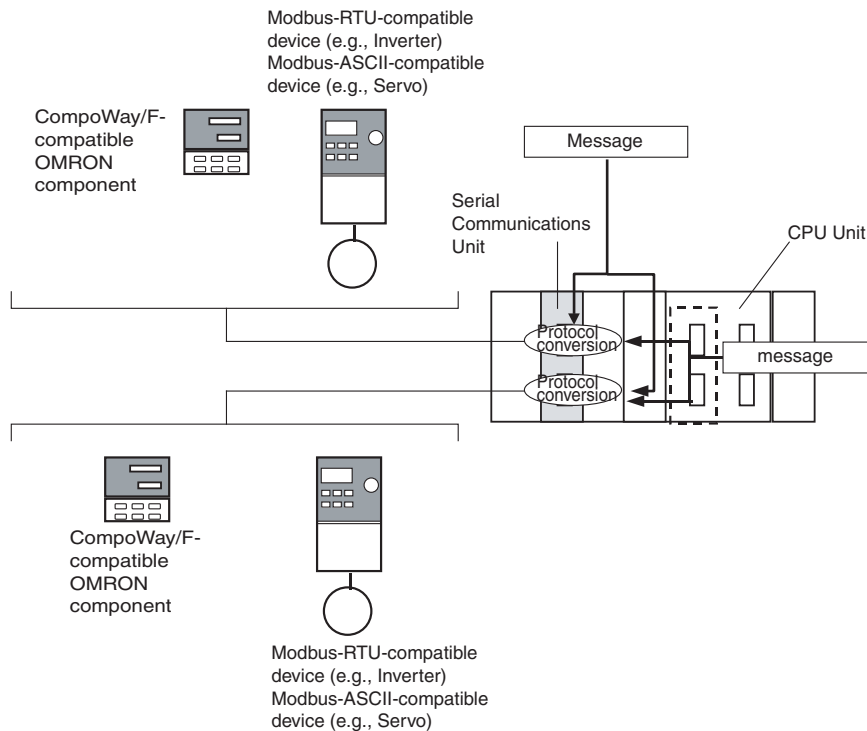 Modbus-RTU-compatible
device (e.g., Inverter)
Modbus-ASCII-compatible
device (e.g., Servo)
CompoWay/F-
compatible
OMRON
component
Message
Serial
Communications
Unit
CPU Unit
Protocol
conversion
message
Protocol
conversion
CompoWay/F-
compatible
OMRON
component
Modbus-RTU-compatible
device (e.g., Inverter)
Modbus-ASCII-compatible
device (e.g., Servo)